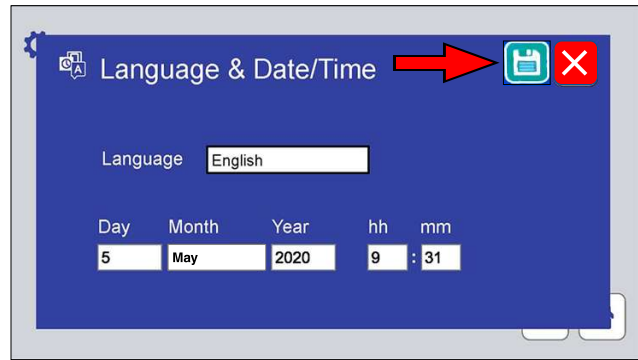 Language & Date/Time
Language English
Day Month Year hh mm
5 May 2020 9 : 31